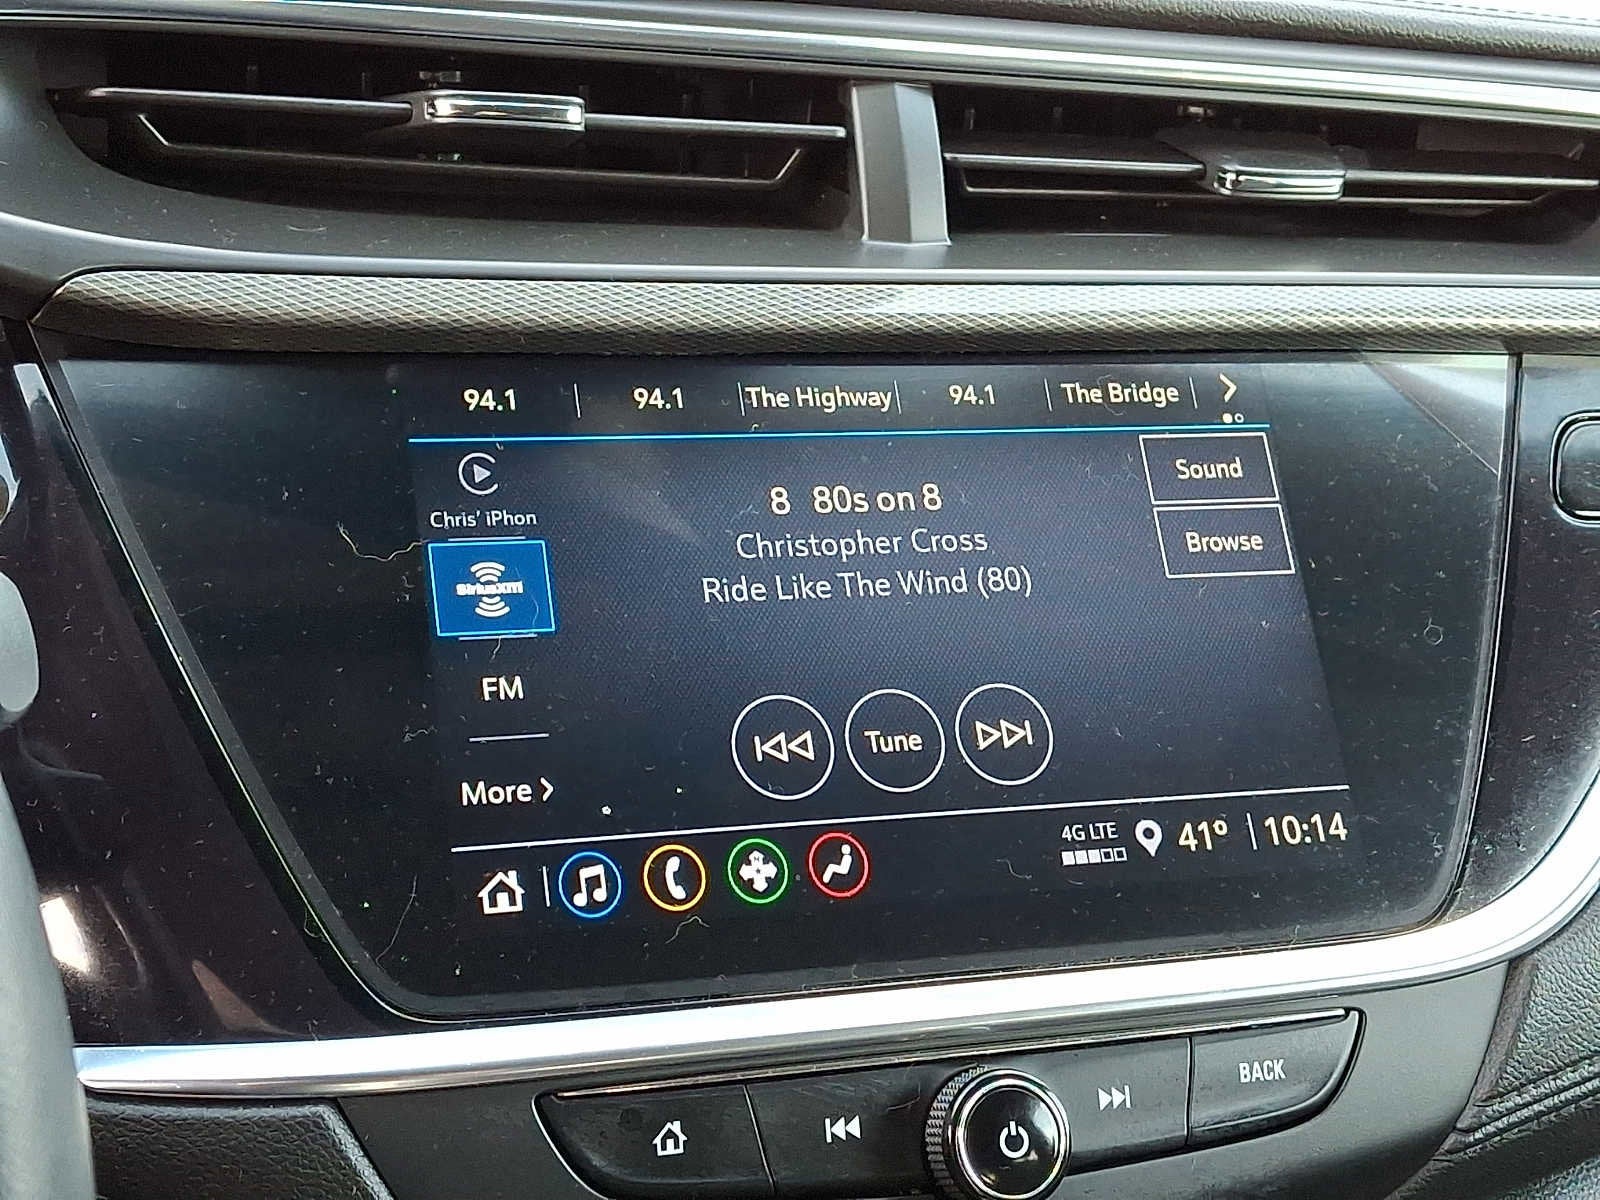 94.1 | 94.1 | The Highway | 94.1 | The Bridge |
Chris' iPhon
SiriusXM
FM
More
8 80s on 8
Christopher Cross
Ride Like The Wind (80)
Sound
Browse
Tune
4G LTE
41° | 10:14
BACK